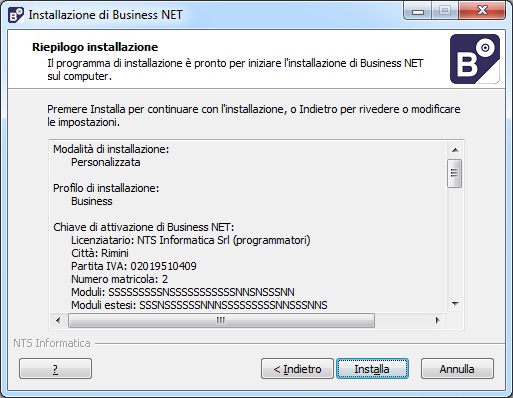 Installazione di Business NET
Riepilogo installazione
Il programma di installazione è pronto per iniziare l'installazione di Business NET
sul computer.
B
Premere Installa per continuare con l'installazione, o Indietro per rivedere o modificare
le impostazioni.
Modalità di installazione:
Personalizzata
Profilo di installazione:
Business
Chiave di attivazione di Business NET:
Licenziatario: NTS Informatica Srl (programmatori)
Città: Rimini
Partita IVA: 02019510409
Numero matricola: 2
Moduli: SSSSSSSSSNSSSSSSSSSSSNNSNSSSNN
Moduli estesi: SSSNSSSSSSNNNSSSSSSSSSNNSSSNNS
NTS Informatica
?
< Indietro
Installa
Annulla